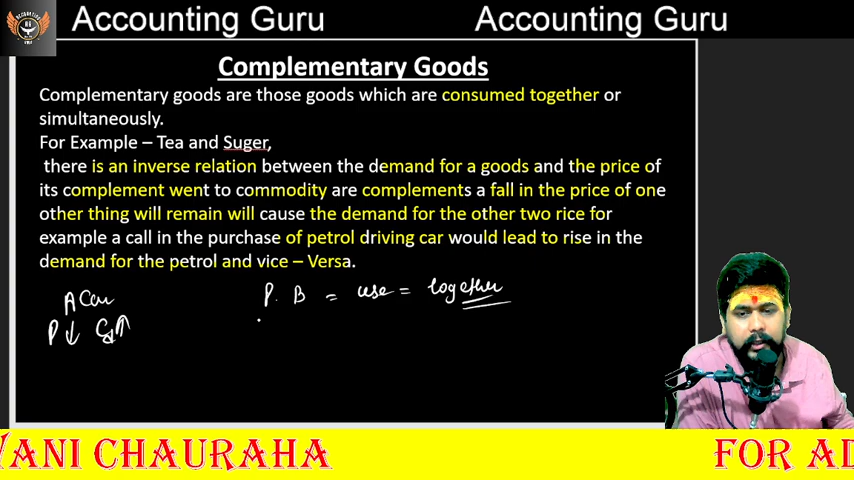 Accounting Guru Accounting Guru
Complementary Goods
Complementary goods are those goods which are consumed together or
simultaneously.
For Example – Tea and Suger,
there is an inverse relation between the demand for a goods and the price of
its complement went to commodity are complements a fall in the price of one
other thing will remain will cause the demand for the other two rice for
example a call in the purchase of petrol driving car would lead to rise in the
demand for the petrol and vice – Versa.
A Car P. B = use = together
P↓
YANI CHAURAHA FOR AD